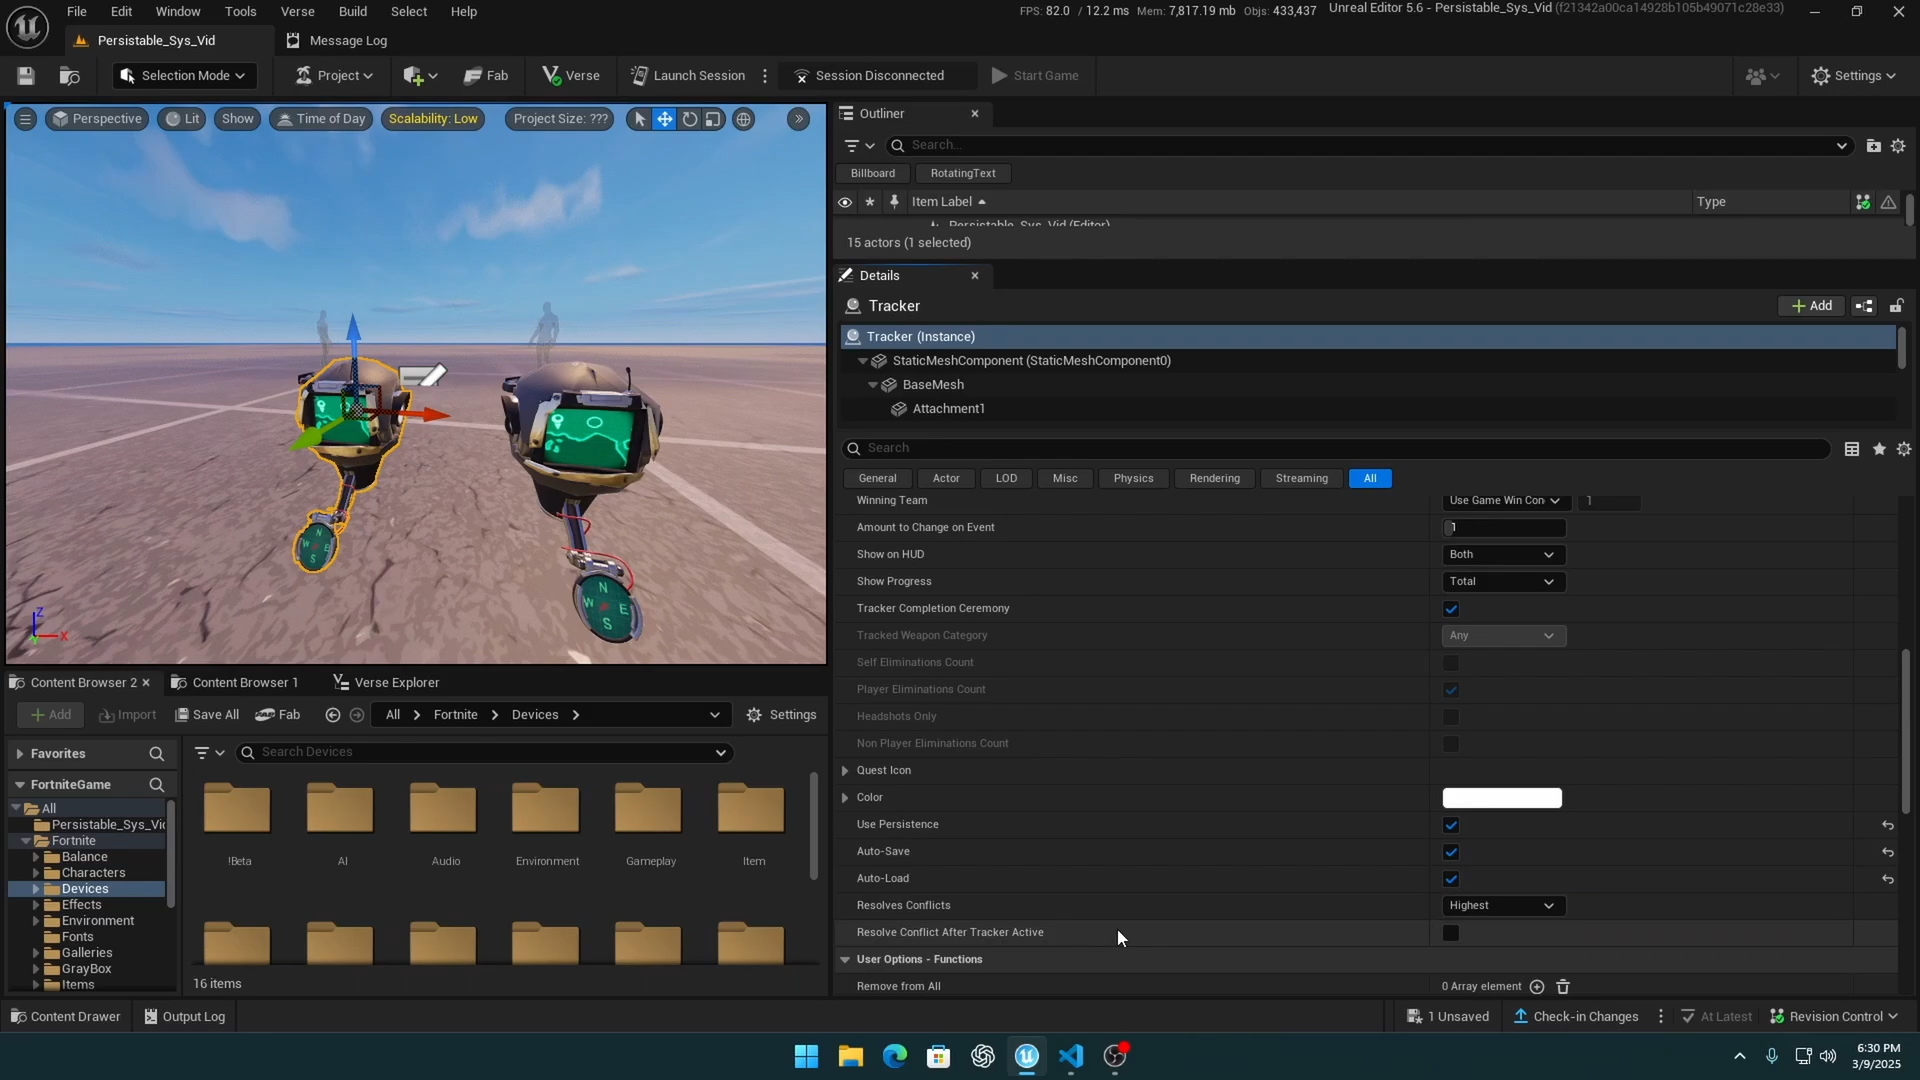 File Edit Window Tools Verse Build Select Help
FPS: 82.0 / 12.2 ms Mem: 7,817.19 mb Objs: 433,437 Unreal Editor 5.6 - Persistable_Sys_Vid (f21342a00ca14928b105b49071c28e33)
Persistable_Sys_Vid Message Log
Selection Mode Project Fab Verse Launch Session Session Disconnected Start Game Settings
Perspective Lit Show Time of Day Scalability: Low Project Size: ???
N
W E
S
N
W E
S
Z
X
Outliner
Search...
Billboard RotatingText
Item Label Type
Persistable_Sys_Vid (Editor)
15 actors (1 selected)
Details
Tracker Add
Tracker (Instance)
StaticMeshComponent (StaticMeshComponent0)
BaseMesh
Attachment1
Search
General Actor LOD Misc Physics Rendering Streaming All
Winning Team Use Game Win Con 1
Amount to Change on Event 1
Show on HUD Both
Show Progress Total
Tracker Completion Ceremony
Tracked Weapon Category Any
Self Eliminations Count
Player Eliminations Count
Headshots Only
Non Player Eliminations Count
Quest Icon
Color
Use Persistence
Auto-Save
Auto-Load
Resolves Conflicts Highest
Resolve Conflict After Tracker Active
User Options - Functions
Remove from All 0 Array element
Content Browser 2 Content Browser 1 Verse Explorer
Add Import Save All Fab All Fortnite Devices Settings
Favorites
Search Devices
FortniteGame
All
Persistable_Sys_Vid
Fortnite
Balance
Characters
Devices
Effects
Environment
Fonts
Galleries
GrayBox
Items
!Beta AI Audio Environment Gameplay Item
16 items
Content Drawer Output Log 1 Unsaved Check-in Changes At Latest Revision Control
6:30 PM
3/9/2025